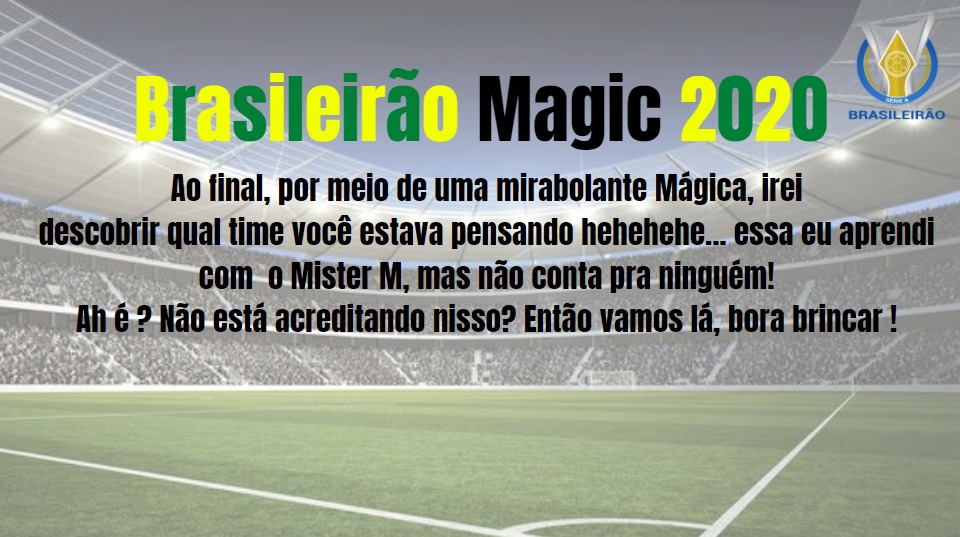 Brasileirão Magic 2020
SÉRIE A
BRASILEIRÃO
Ao final, por meio de uma mirabolante Mágica, irei
descobrir qual time você estava pensando hehehehe... essa eu aprendi
com  o Mister M, mas não conta pra ninguém!
Ah é ? Não está acreditando nisso? Então vamos lá, bora brincar !